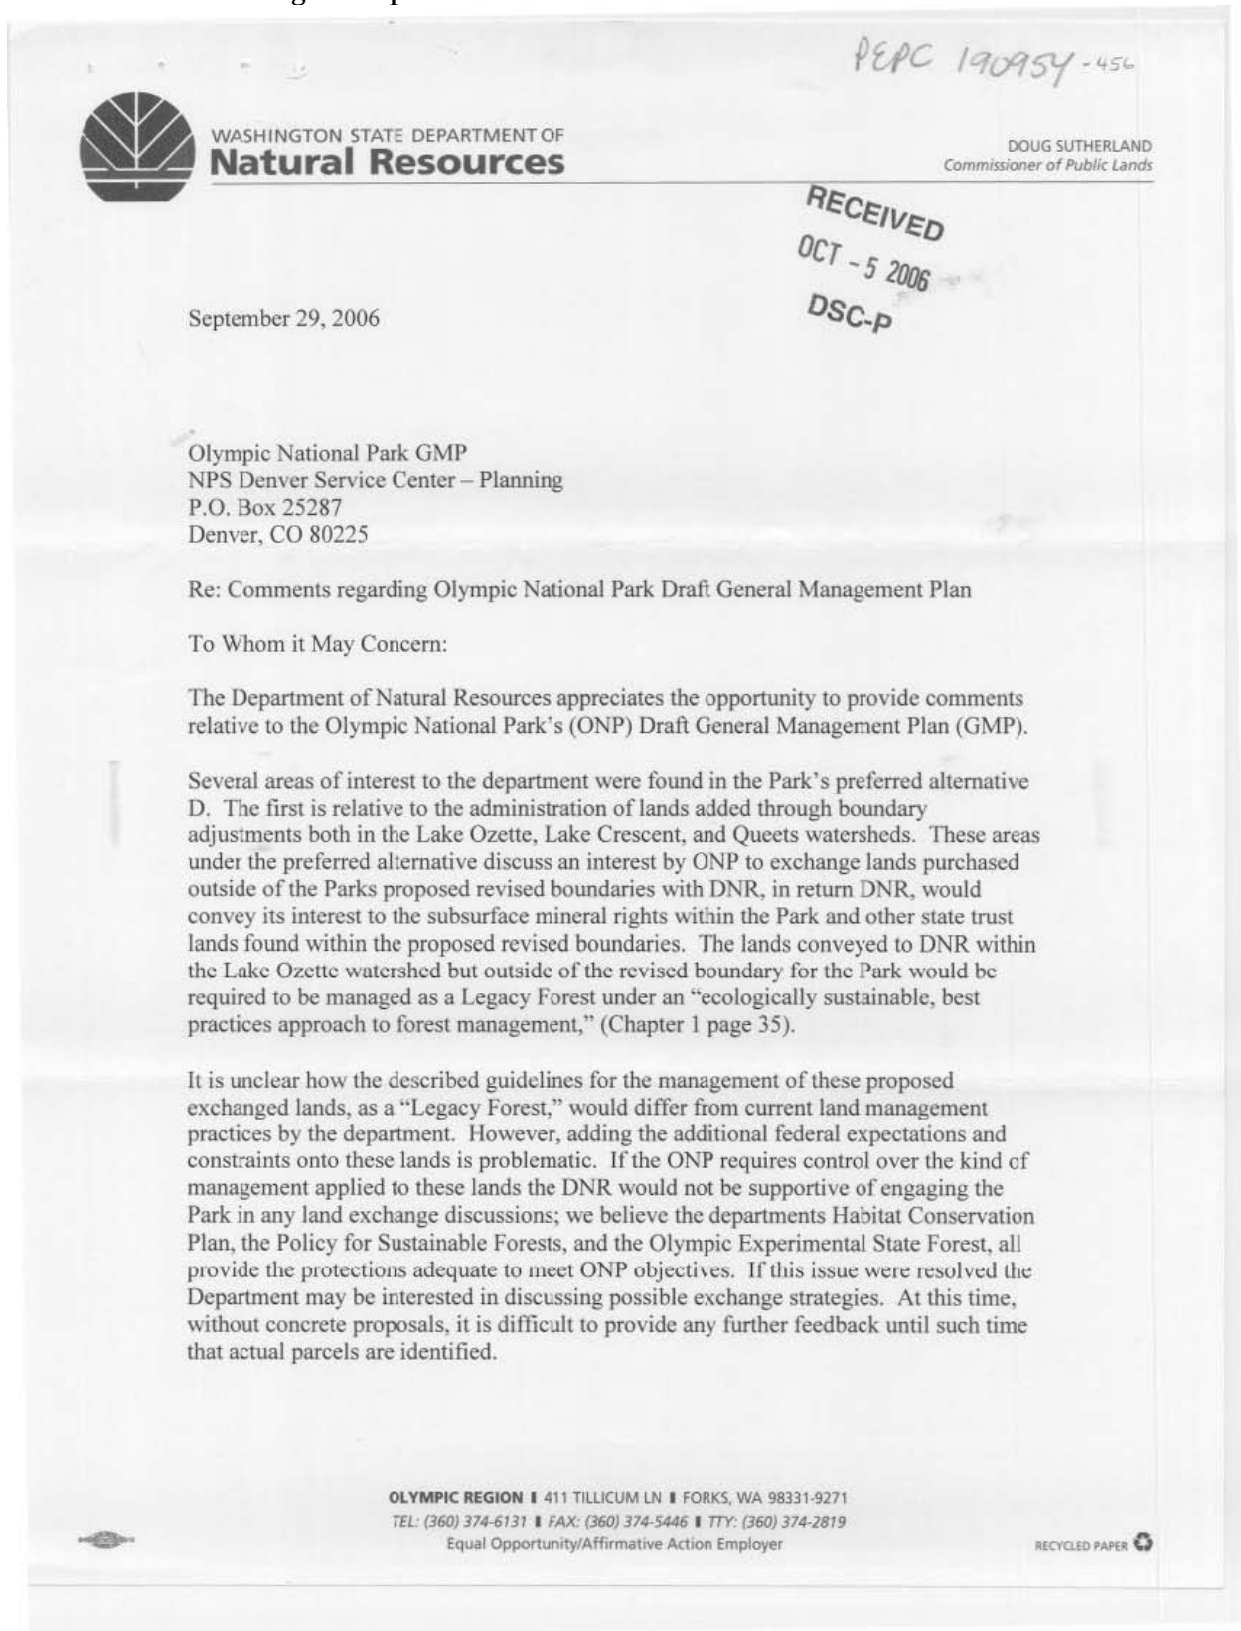 PEPC 190954-456
WASHINGTON STATE DEPARTMENT OF
Natural Resources
DOUG SUTHERLAND
Commissioner of Public Lands
RECEIVED
OCT - 5 2006
DSC-P
September 29, 2006
Olympic National Park GMP
NPS Denver Service Center – Planning
P.O. Box 25287
Denver, CO 80225
Re: Comments regarding Olympic National Park Draft General Management Plan
To Whom it May Concern:
The Department of Natural Resources appreciates the opportunity to provide comments
relative to the Olympic National Park's (ONP) Draft General Management Plan (GMP).
Several areas of interest to the department were found in the Park's preferred alternative
D. The first is relative to the administration of lands added through boundary
adjustments both in the Lake Ozette, Lake Crescent, and Queets watersheds. These areas
under the preferred alternative discuss an interest by ONP to exchange lands purchased
outside of the Parks proposed revised boundaries with DNR, in return DNR, would
convey its interest to the subsurface mineral rights within the Park and other state trust
lands found within the proposed revised boundaries. The lands conveyed to DNR within
the Lake Ozette watershed but outside of the revised boundary for the Park would be
required to be managed as a Legacy Forest under an “ecologically sustainable, best
practices approach to forest management,” (Chapter 1 page 35).
It is unclear how the described guidelines for the management of these proposed
exchanged lands, as a “Legacy Forest,” would differ from current land management
practices by the department. However, adding the additional federal expectations and
constraints onto these lands is problematic. If the ONP requires control over the kind of
management applied to these lands the DNR would not be supportive of engaging the
Park in any land exchange discussions; we believe the departments Habitat Conservation
Plan, the Policy for Sustainable Forests, and the Olympic Experimental State Forest, all
provide the protections adequate to meet ONP objectives. If this issue were resolved the
Department may be interested in discussing possible exchange strategies. At this time,
without concrete proposals, it is difficult to provide any further feedback until such time
that actual parcels are identified.
OLYMPIC REGION ▮ 411 TILLICUM LN ▮ FORKS, WA 98331-9271
TEL: (360) 374-6131 ▮ FAX: (360) 374-5446 ▮ TTY: (360) 374-2819
Equal Opportunity/Affirmative Action Employer
RECYCLED PAPER